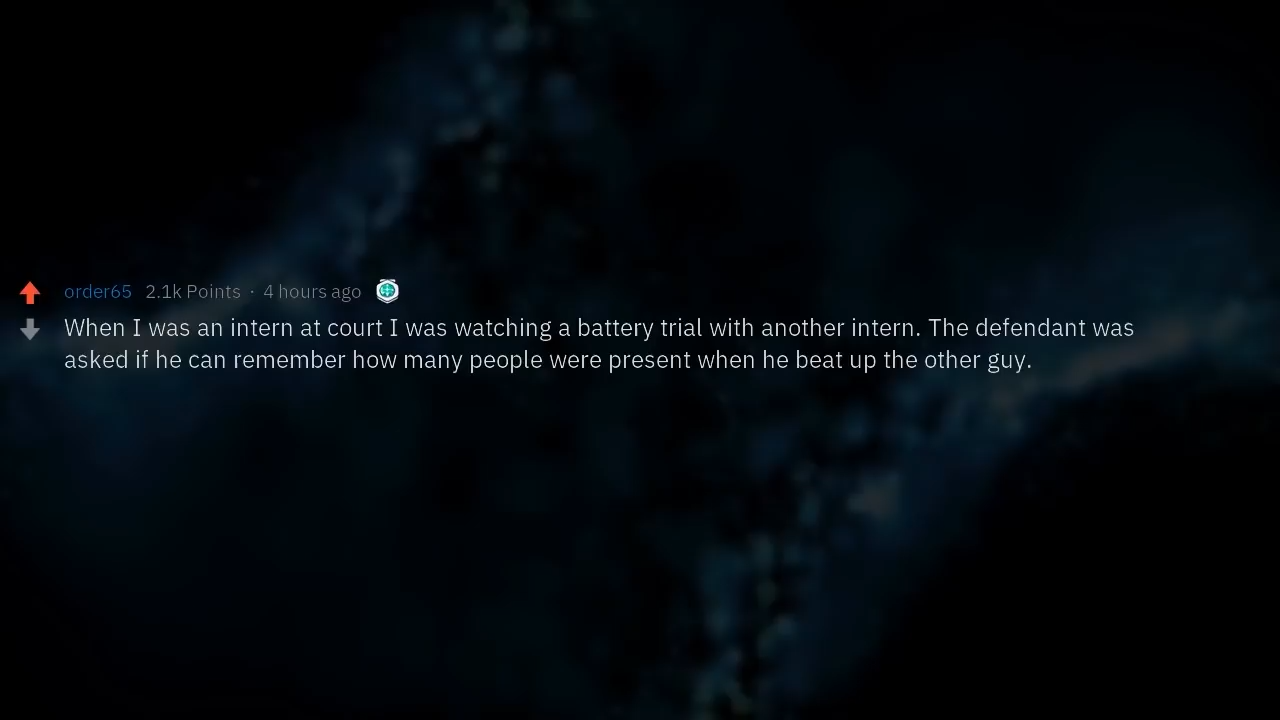 order65 2.1k Points · 4 hours ago
When I was an intern at court I was watching a battery trial with another intern. The defendant was
asked if he can remember how many people were present when he beat up the other guy.